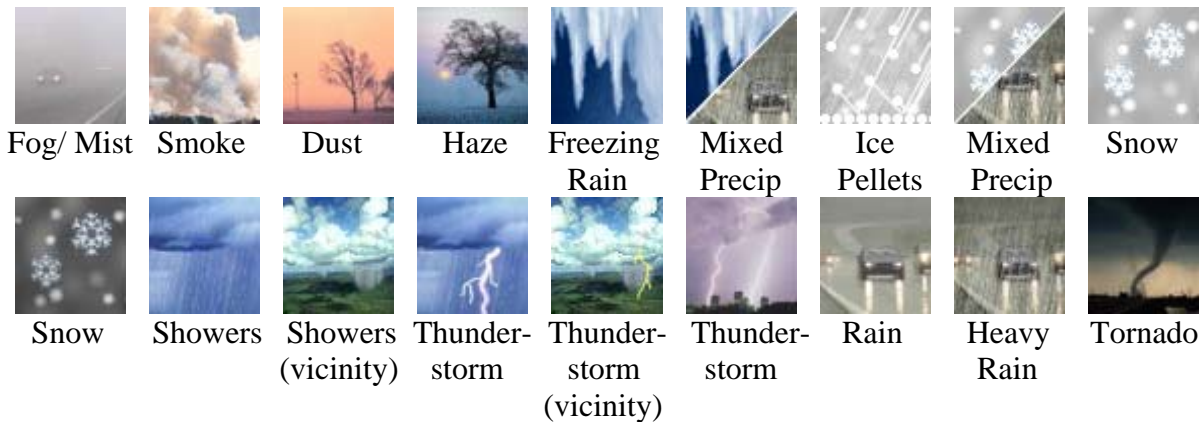 Fog/ Mist Smoke Dust Haze Freezing Mixed Ice Mixed Snow
Rain Precip Pellets Precip
Snow Showers Showers Thunder- Thunder- Thunder- Rain Heavy Tornado
(vicinity) storm storm storm Rain
(vicinity)